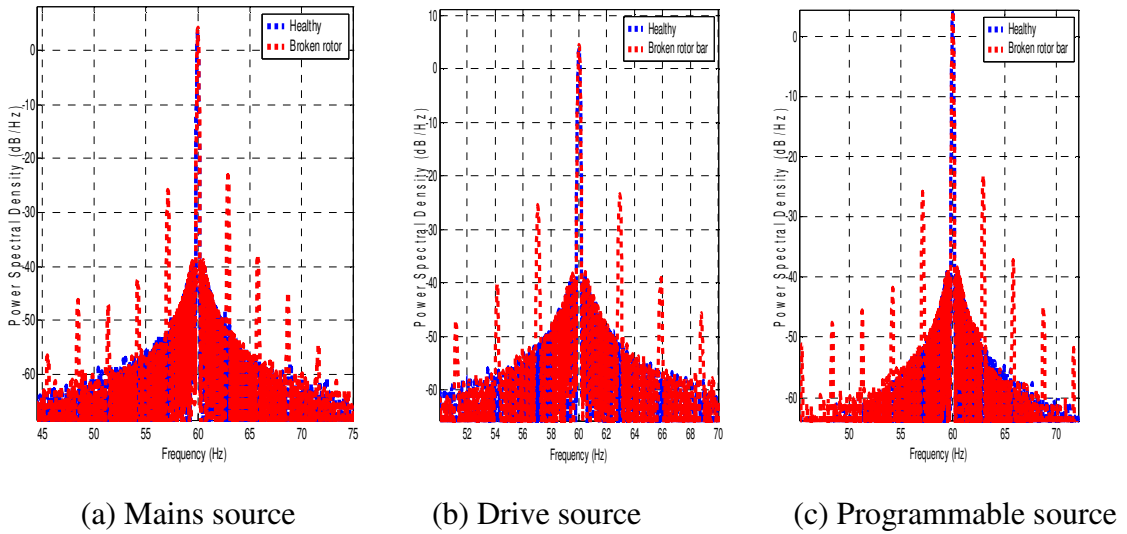 Healthy
Broken rotor
0
-10
-20
-30
-40
-50
-60
Power Spectral Density (dB/Hz)
45 50 55 60 65 70 75
Frequency (Hz)
(a) Mains source
Healthy
Broken rotor bar
10
0
-10
-20
-30
-40
-50
-60
Power Spectral Density (dB/Hz)
52 54 56 58 60 62 64 66 68 70
Frequency (Hz)
(b) Drive source
Healthy
Broken rotor bar
0
-10
-20
-30
-40
-50
-60
Power Spectral Density (dB/Hz)
50 55 60 65 70
Frequency (Hz)
(c) Programmable source